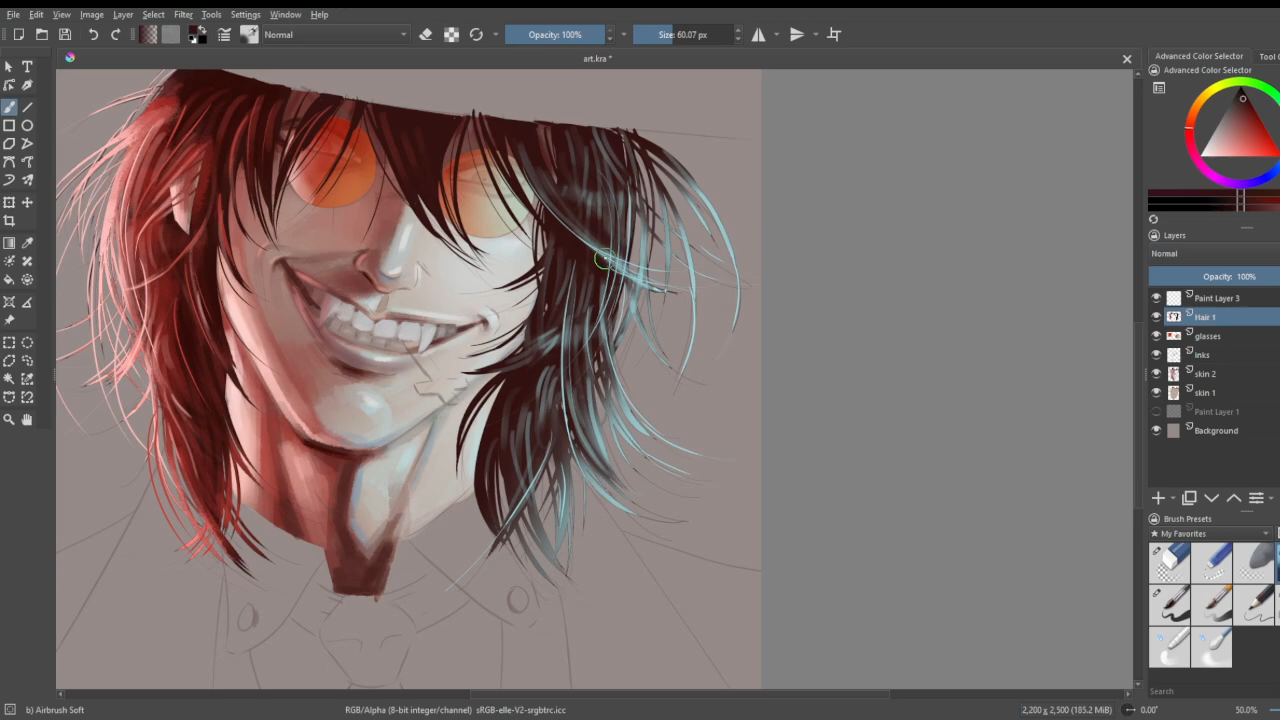 File Edit View Image Layer Select Filter Tools Settings Window Help
Normal
Opacity: 100%
Size: 60.07 px
art.kra *
Advanced Color Selector
Advanced Color Selector
Layers
Normal
Opacity: 100%
Paint Layer 3
Hair 1
glasses
inks
skin 2
skin 1
Paint Layer 1
Background
Brush Presets
My Favorites
Search
b) Airbrush Soft
RGB/Alpha (8-bit integer/channel) sRGB-elle-V2-srgbtrc.icc
2,200 x 2,500 (185.2 MiB)
0.00°
50.0%